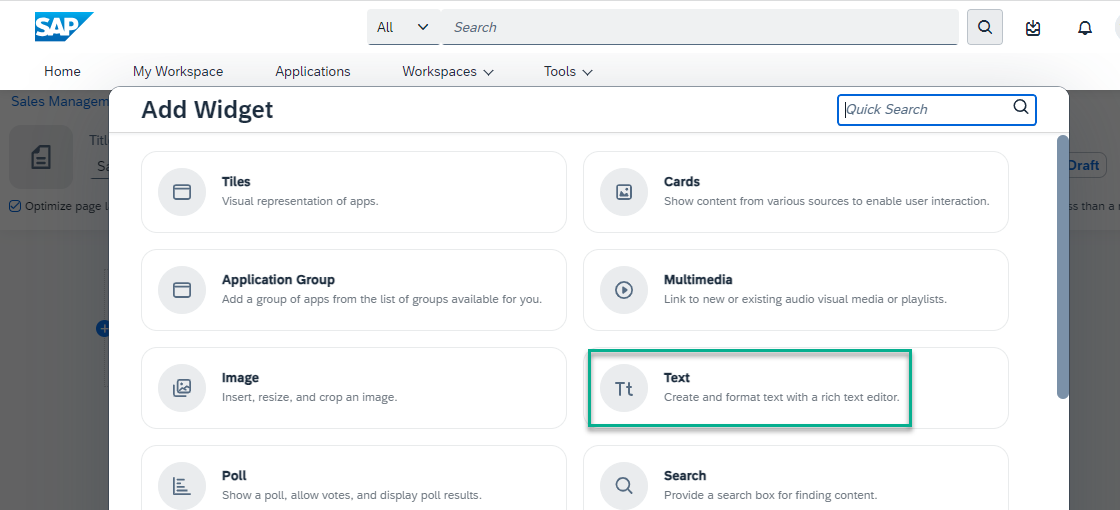 SAP
All Search
Home My Workspace Applications Workspaces Tools
Sales Managem
Add Widget
Quick Search
Titl
Sa
Draft
Optimize page l
ss than a
Tiles
Visual representation of apps.
Cards
Show content from various sources to enable user interaction.
Application Group
Add a group of apps from the list of groups available for you.
Multimedia
Link to new or existing audio visual media or playlists.
Image
Insert, resize, and crop an image.
Tt
Text
Create and format text with a rich text editor.
Poll
Show a poll, allow votes, and display poll results.
Search
Provide a search box for finding content.